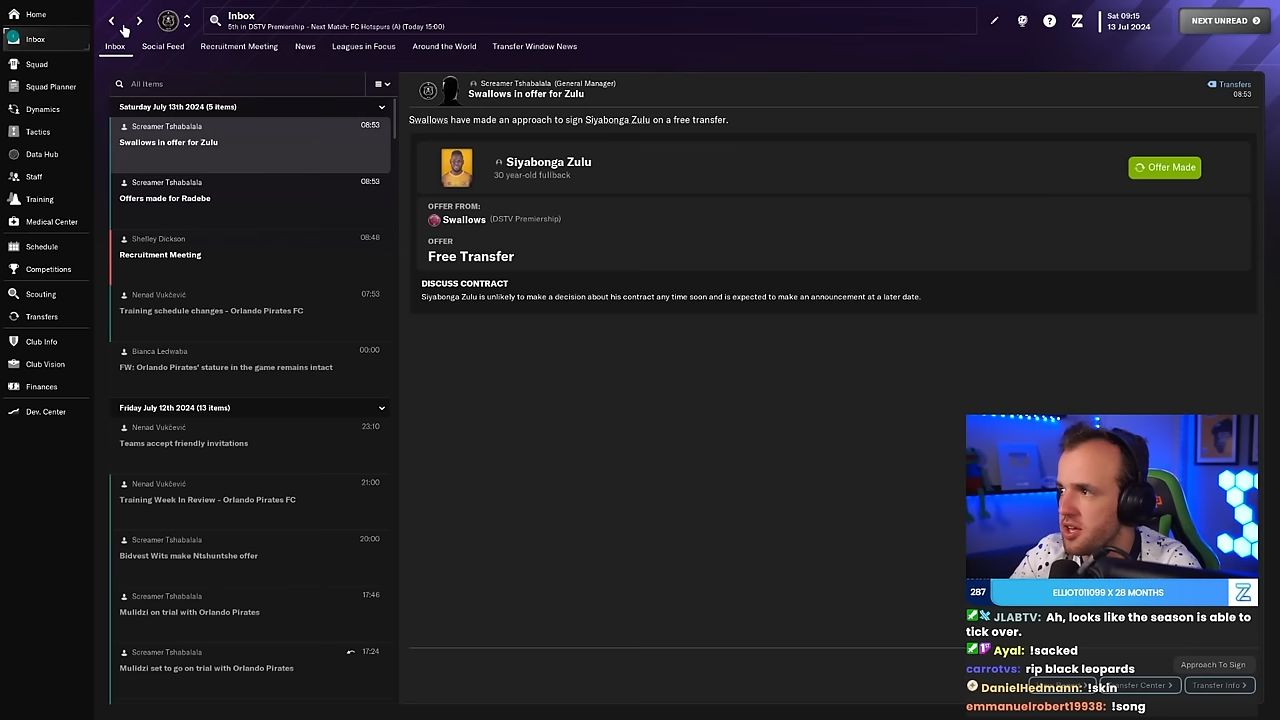 Home
Inbox
Squad
Squad Planner
Dynamics
Tactics
Data Hub
Staff
Training
Medical Center
Schedule
Competitions
Scouting
Transfers
Club Info
Club Vision
Finances
Dev. Center
Inbox
5th in DSTV Premiership - Next Match: FC Hotspurs (A) (Today 15:00)
Sat 09:15
13 Jul 2024
NEXT UNREAD
Inbox
Social Feed
Recruitment Meeting
News
Leagues in Focus
Around the World
Transfer Window News
All Items
Saturday July 13th 2024 (5 items)
Screamer Tshabalala 08:53
Swallows in offer for Zulu
Screamer Tshabalala 08:53
Offers made for Radebe
Shelley Dickson 08:48
Recruitment Meeting
Nenad Vukčević 07:53
Training schedule changes - Orlando Pirates FC
Bianca Ledwaba 00:00
FW: Orlando Pirates' stature in the game remains intact
Friday July 12th 2024 (13 items)
Nenad Vukčević 23:10
Teams accept friendly invitations
Nenad Vukčević 21:00
Training Week In Review - Orlando Pirates FC
Screamer Tshabalala 20:00
Bidvest Wits make Ntshuntshe offer
Screamer Tshabalala 17:46
Mulidzi on trial with Orlando Pirates
Screamer Tshabalala 17:24
Mulidzi set to go on trial with Orlando Pirates
Screamer Tshabalala (General Manager)
Swallows in offer for Zulu
Transfers
08:53
Swallows have made an approach to sign Siyabonga Zulu on a free transfer.
Siyabonga Zulu
30 year-old fullback
Offer Made
OFFER FROM:
Swallows (DSTV Premiership)
OFFER
Free Transfer
DISCUSS CONTRACT
Siyabonga Zulu is unlikely to make a decision about his contract any time soon and is expected to make an announcement at a later date.
287 ELLIOT011099 X 28 MONTHS
JLABTV: Ah, looks like the season is able to
tick over.
Ayal: !sacked
carrotvs: rip black leopards
DanielHedmann: !skin
emmanuelrobert19938: !song
Approach To Sign
Center
Transfer Info